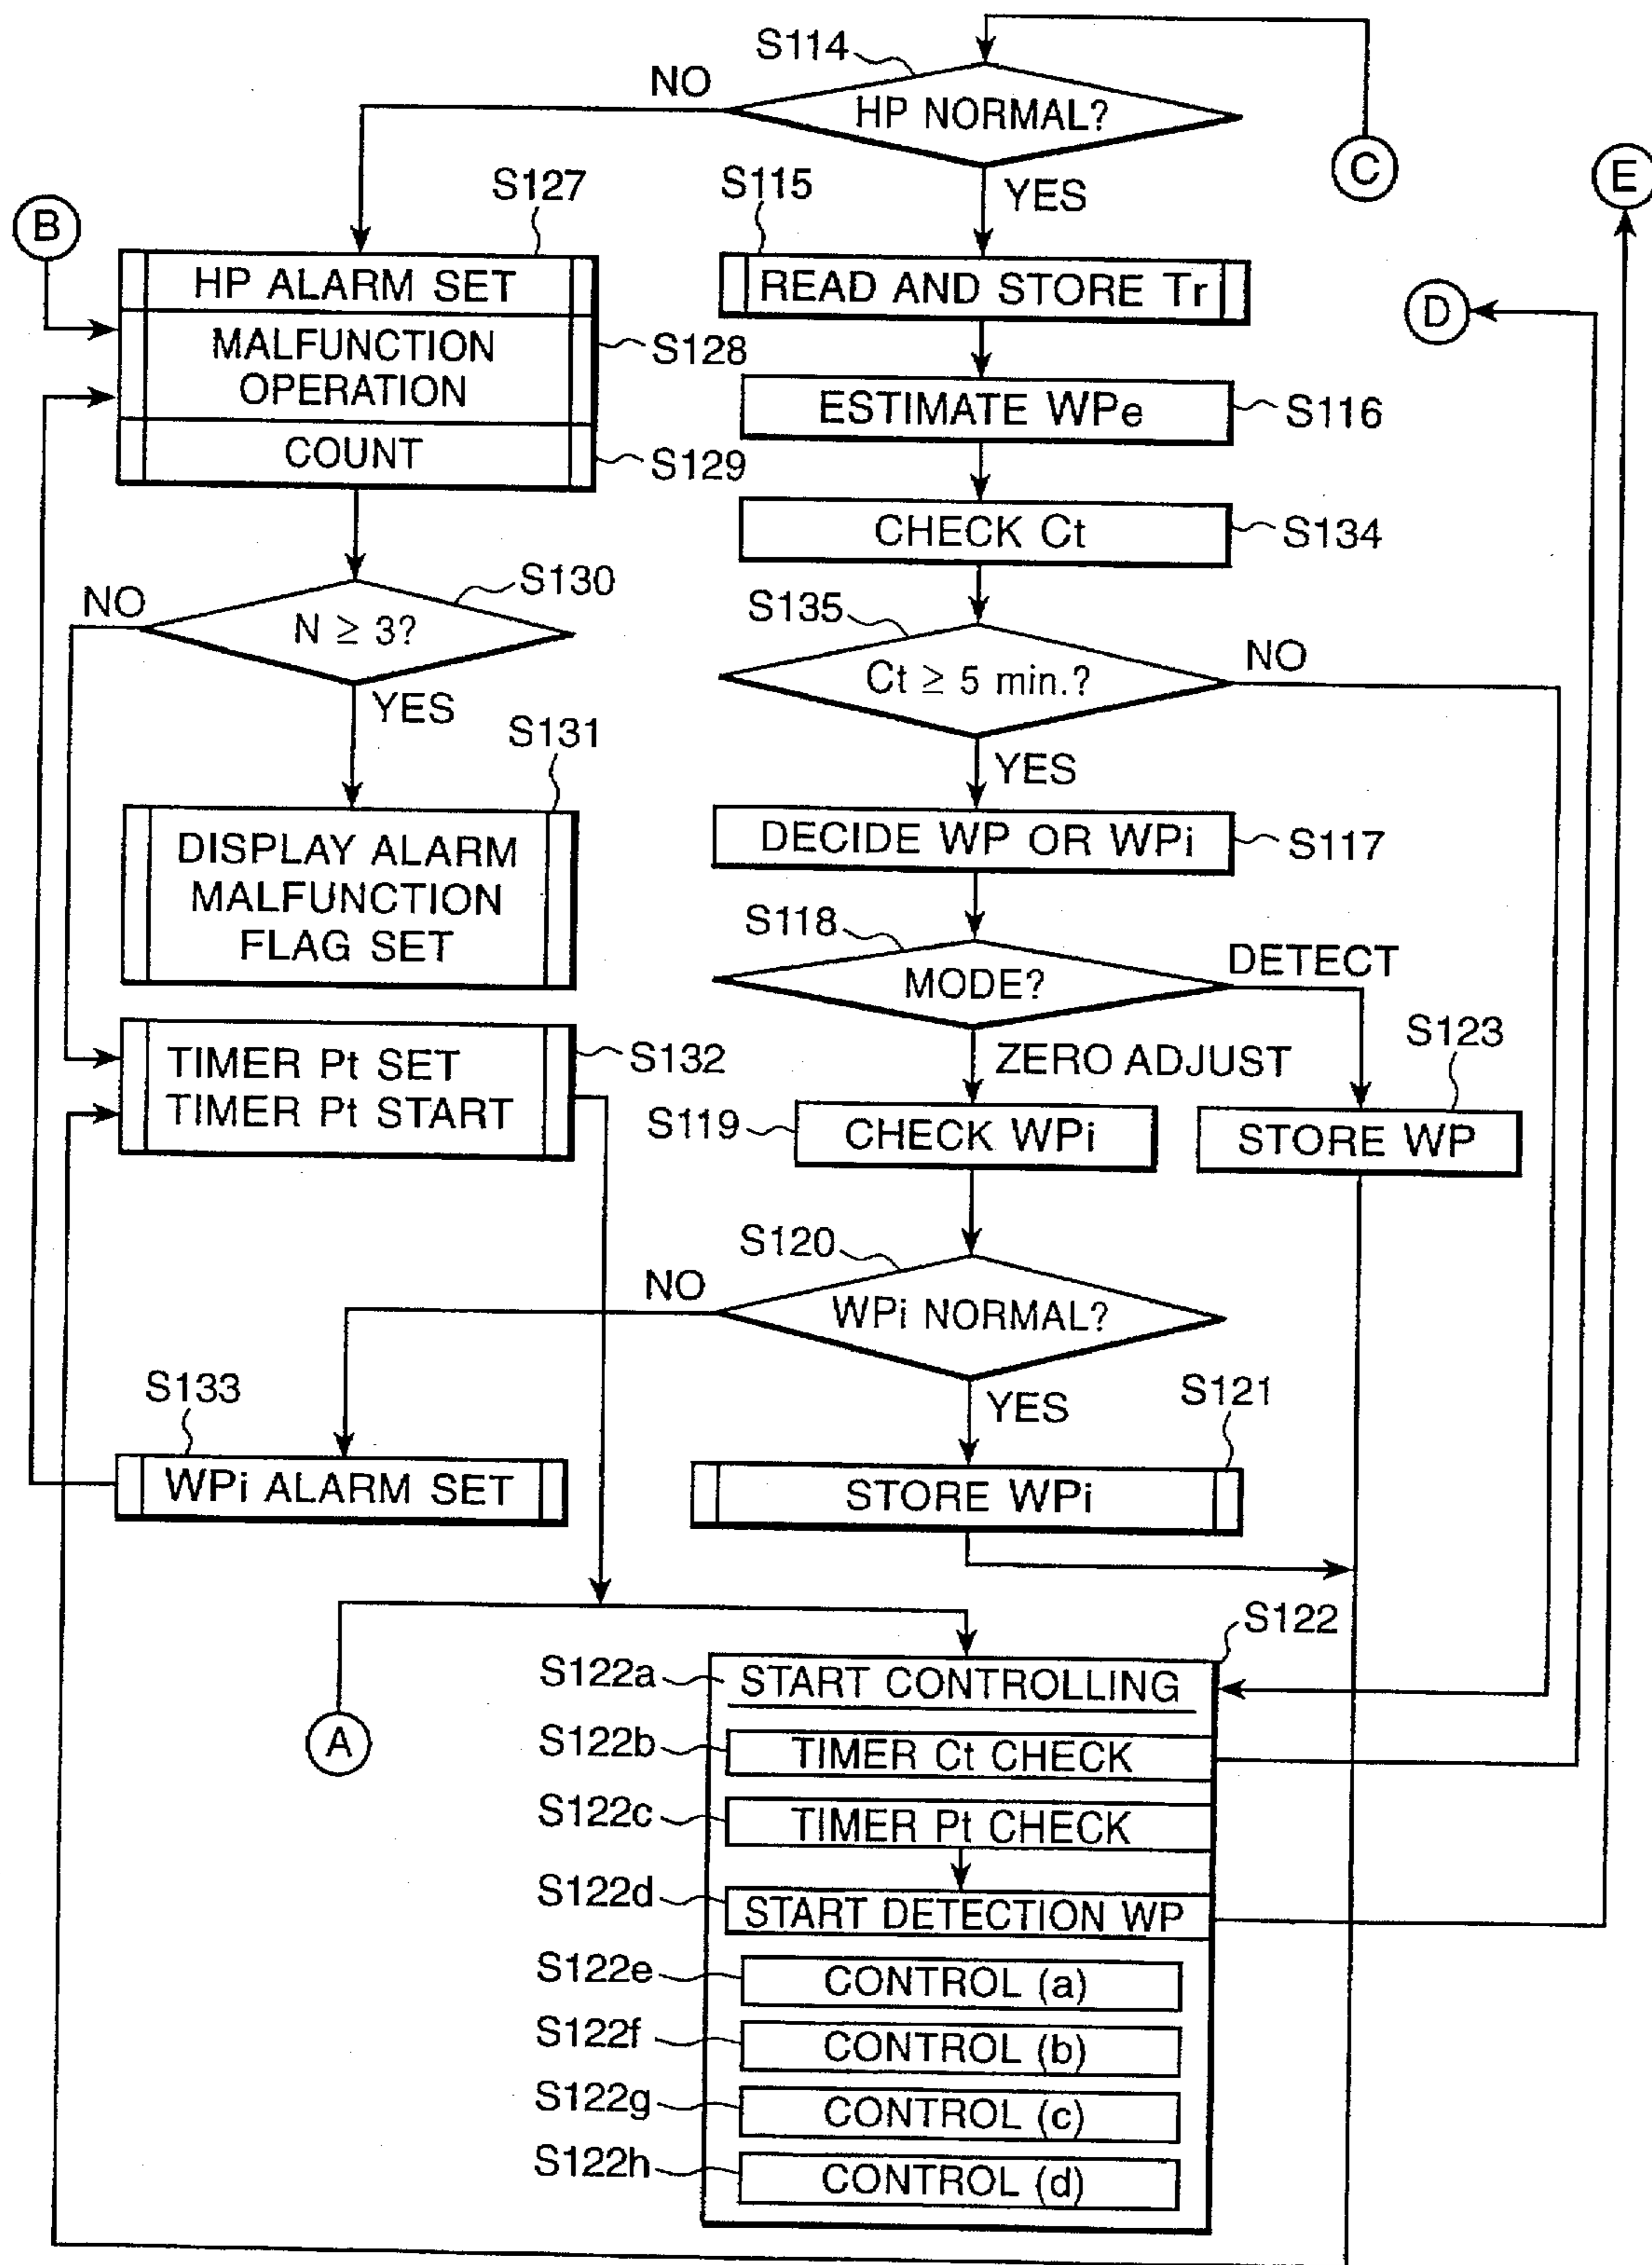 S114
NO
HP NORMAL?
C
E
YES
B
S127
S115
HP ALARM SET
READ AND STORE Tr
D
MALFUNCTION
OPERATION
S128
ESTIMATE WPe
S116
COUNT
S129
CHECK Ct
S134
S130
NO
N ≥ 3?
S135
Ct ≥ 5 min.?
NO
YES
S131
YES
DECIDE WP OR WPi
S117
DISPLAY ALARM
MALFUNCTION
FLAG SET
S118
MODE?
DETECT
TIMER Pt SET
TIMER Pt START
S132
ZERO ADJUST
S123
S119
CHECK WPi
STORE WP
S120
NO
WPi NORMAL?
S133
YES
S121
WPi ALARM SET
STORE WPi
S122
S122a
START CONTROLLING
A
S122b
TIMER Ct CHECK
S122c
TIMER Pt CHECK
S122d
START DETECTION WP
S122e
CONTROL (a)
S122f
CONTROL (b)
S122g
CONTROL (c)
S122h
CONTROL (d)